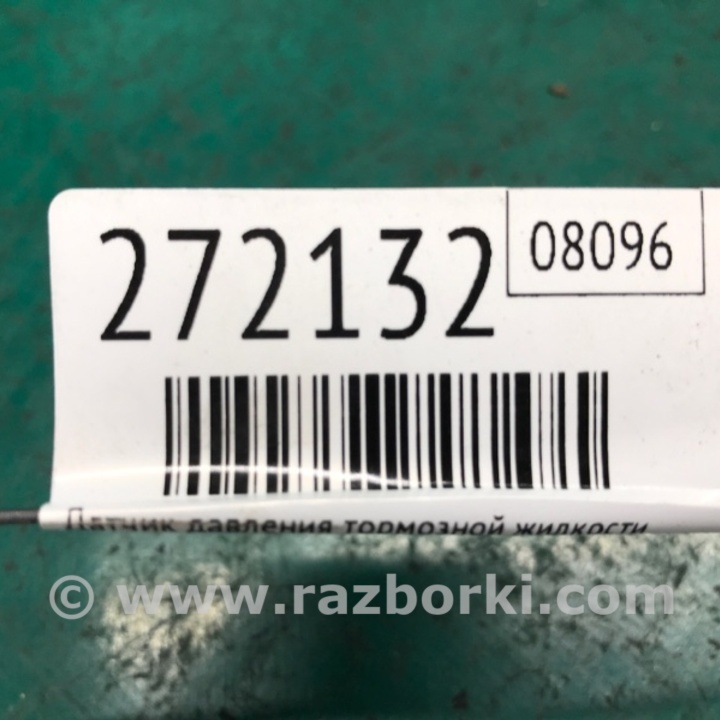 272132
08096
Датчик давления тормозной жидкости
© www.razborki.com